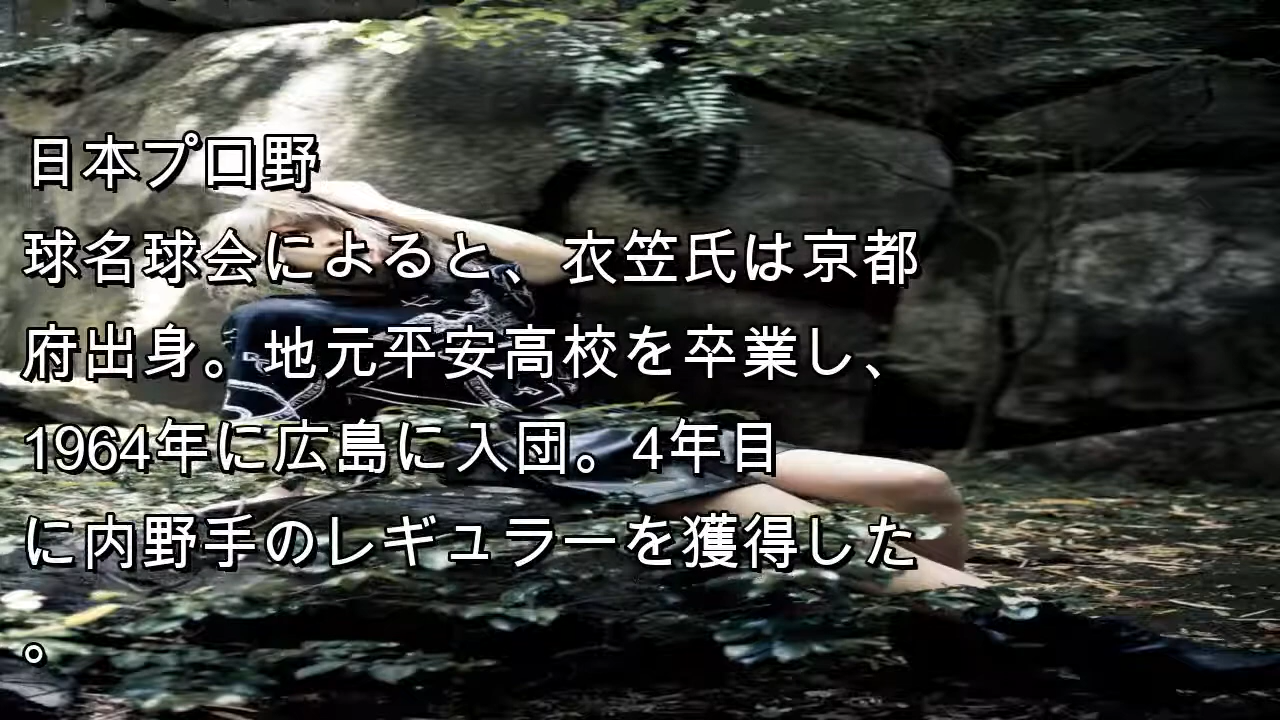 日本プロ野
球名球会によると、衣笠氏は京都
府出身。地元平安高校を卒業し、
1964年に広島に入団。4年目
に内野手のレギュラーを獲得した
。